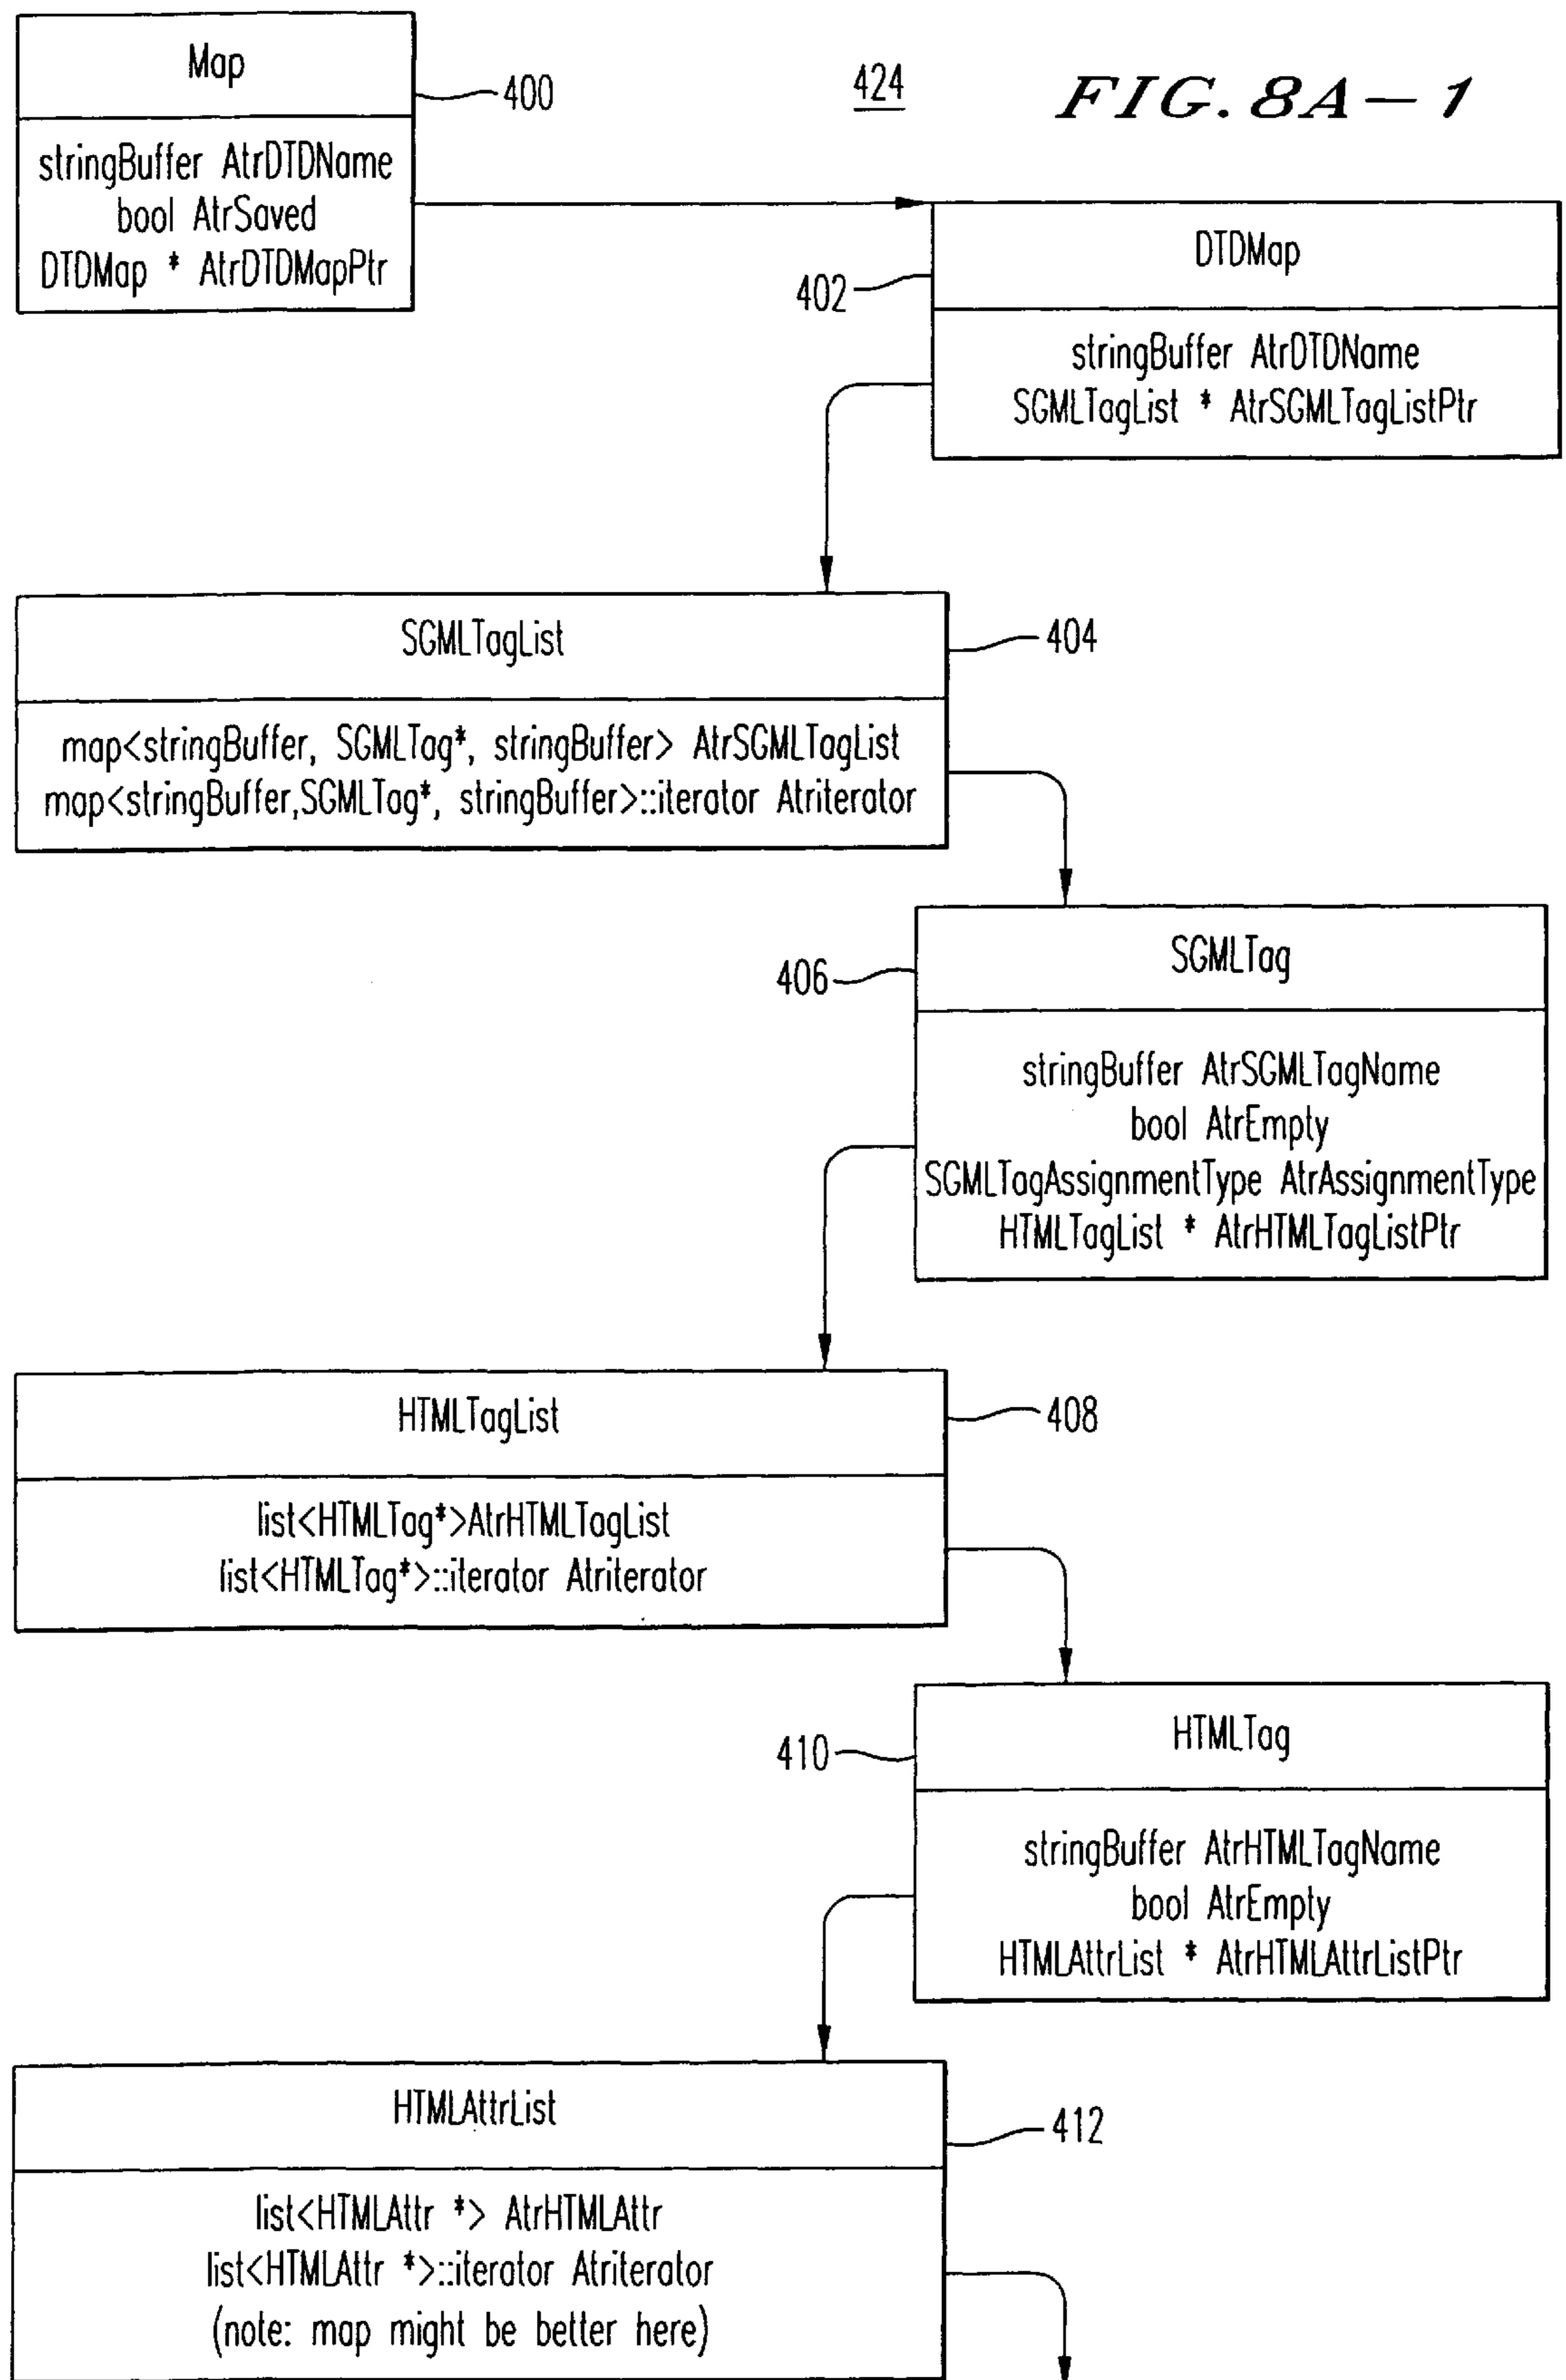 Map
400
424
FIG. 8A-1
stringBuffer AtrDTDName
bool AtrSaved
DTDMap * AtrDTDMapPtr
DTDMap
402
stringBuffer AtrDTDName
SGMLTagList * AtrSGMLTagListPtr
SGMLTagList
404
map<stringBuffer, SGMLTag*, stringBuffer> AtrSGMLTagList
map<stringBuffer,SGMLTag*, stringBuffer>::iterator Atriterator
SGMLTag
406
stringBuffer AtrSGMLTagName
bool AtrEmpty
SGMLTagAssignmentType AtrAssignmentType
HTMLTagList * AtrHTMLTagListPtr
HTMLTagList
408
list<HTMLTag*>AtrHTMLTagList
list<HTMLTag*>::iterator Atriterator
HTMLTag
410
stringBuffer AtrHTMLTagName
bool AtrEmpty
HTMLAttrList * AtrHTMLAttrListPtr
HTMLAttrList
412
list<HTMLAttr *> AtrHTMLAttr
list<HTMLAttr *>::iterator Atriterator
(note: map might be better here)